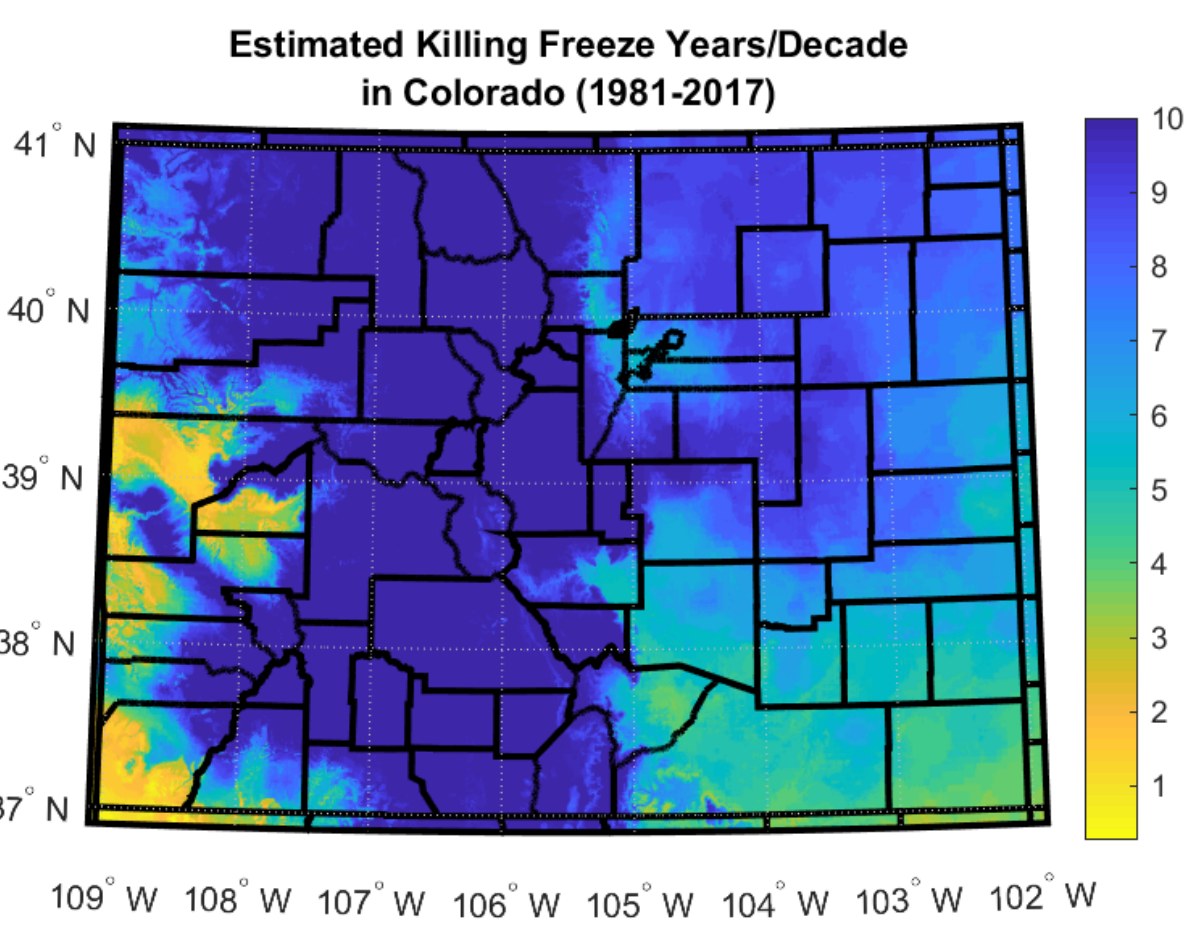 Estimated Killing Freeze Years/Decade
in Colorado (1981-2017)
41° N
40° N
39° N
38° N
37° N
109° W 108° W 107° W 106° W 105° W 104° W 103° W 102° W
10
9
8
7
6
5
4
3
2
1